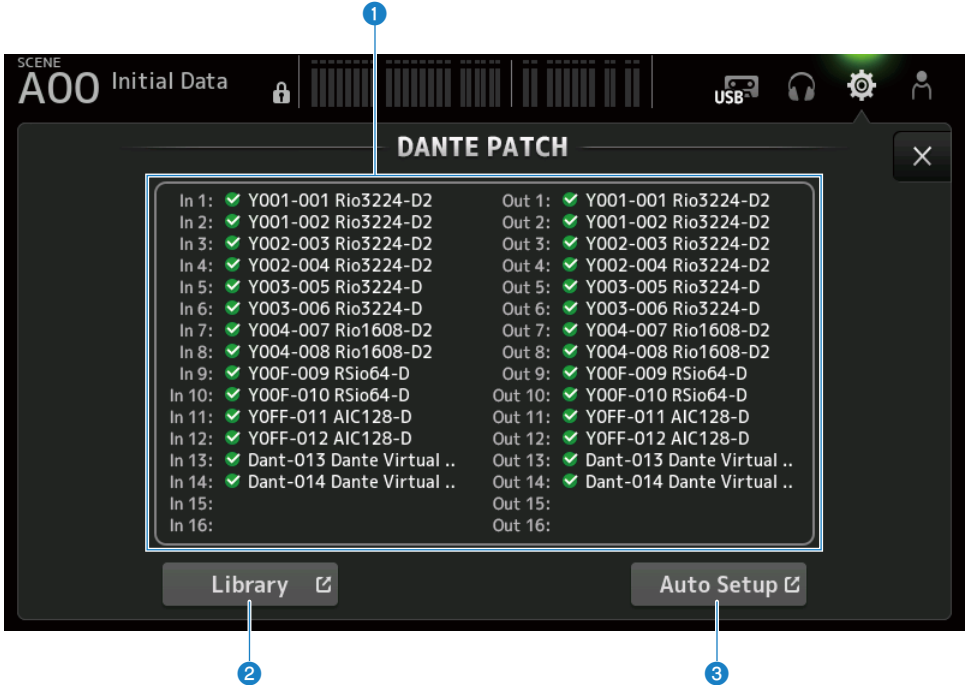 1
SCENE
A00 Initial Data
USB
DANTE PATCH
In 1: Y001-001 Rio3224-D2
In 2: Y001-002 Rio3224-D2
In 3: Y002-003 Rio3224-D2
In 4: Y002-004 Rio3224-D2
In 5: Y003-005 Rio3224-D
In 6: Y003-006 Rio3224-D
In 7: Y004-007 Rio1608-D2
In 8: Y004-008 Rio1608-D2
In 9: Y00F-009 RSio64-D
In 10: Y00F-010 RSio64-D
In 11: Y0FF-011 AIC128-D
In 12: Y0FF-012 AIC128-D
In 13: Dant-013 Dante Virtual ..
In 14: Dant-014 Dante Virtual ..
In 15:
In 16:
Out 1: Y001-001 Rio3224-D2
Out 2: Y001-002 Rio3224-D2
Out 3: Y002-003 Rio3224-D2
Out 4: Y002-004 Rio3224-D2
Out 5: Y003-005 Rio3224-D
Out 6: Y003-006 Rio3224-D
Out 7: Y004-007 Rio1608-D2
Out 8: Y004-008 Rio1608-D2
Out 9: Y00F-009 RSio64-D
Out 10: Y00F-010 RSio64-D
Out 11: Y0FF-011 AIC128-D
Out 12: Y0FF-012 AIC128-D
Out 13: Dant-013 Dante Virtual ..
Out 14: Dant-014 Dante Virtual ..
Out 15:
Out 16:
Library
Auto Setup
2
3